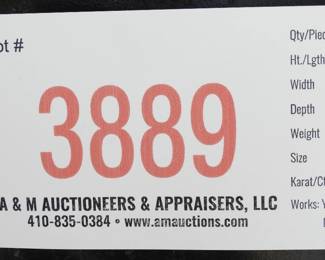 ot #
3889
A & M AUCTIONEERS & APPRAISERS, LLC
410-835-0384 • www.amauctions.com
Qty/Piec
Ht./Lgth
Width
Depth
Weight
Size
Karat/Ct
Works: Y